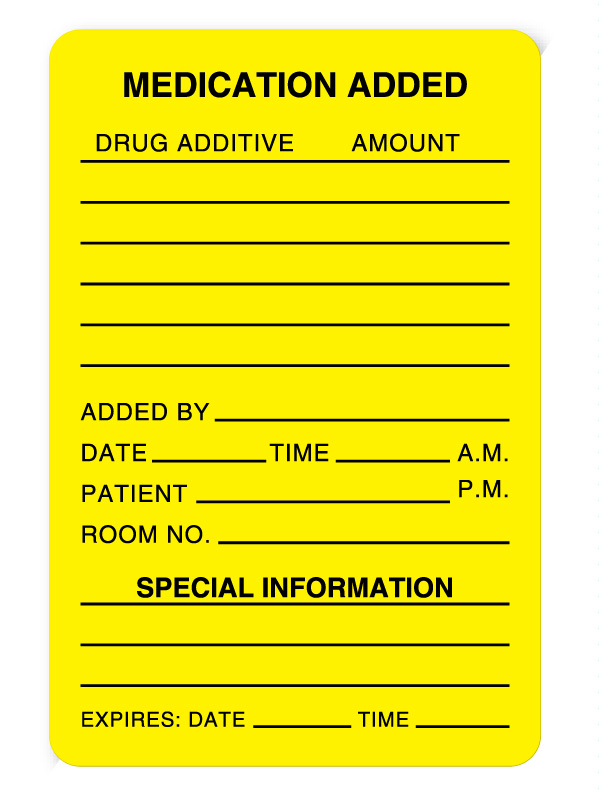 MEDICATION ADDED
DRUG ADDITIVE AMOUNT
ADDED BY
DATE TIME A.M.
PATIENT P.M.
ROOM NO.
SPECIAL INFORMATION
EXPIRES: DATE TIME